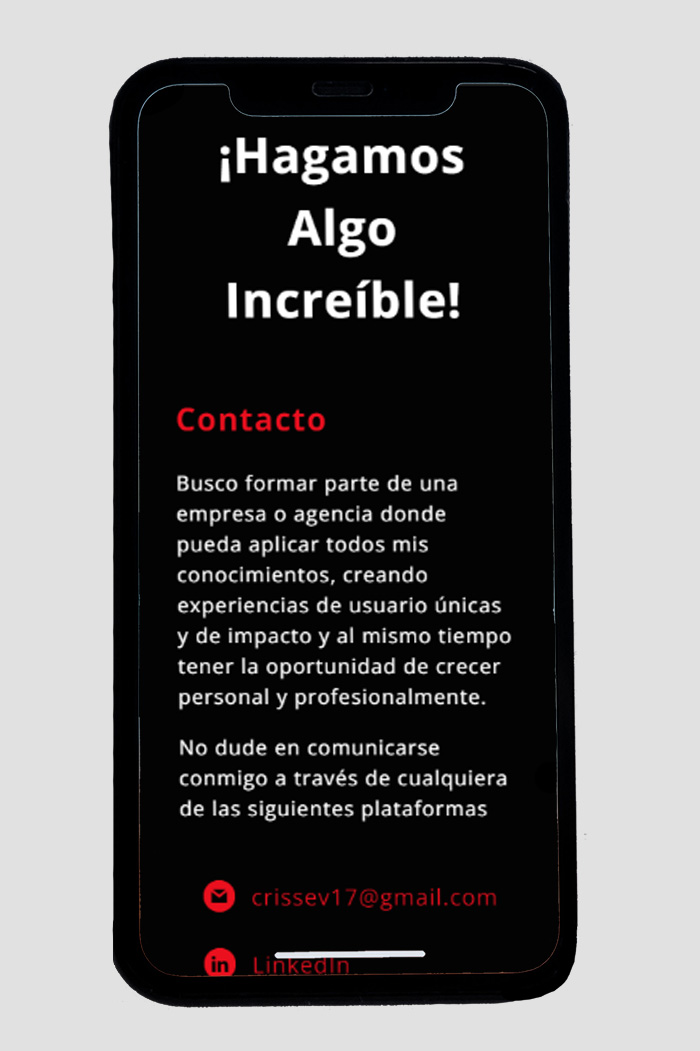 ¡Hagamos
Algo
Increíble!
Contacto
Busco formar parte de una
empresa o agencia donde
pueda aplicar todos mis
conocimientos, creando
experiencias de usuario únicas
y de impacto y al mismo tiempo
tener la oportunidad de crecer
personal y profesionalmente.
No dude en comunicarse
conmigo a través de cualquiera
de las siguientes plataformas
crissev17@gmail.com
in LinkedIn